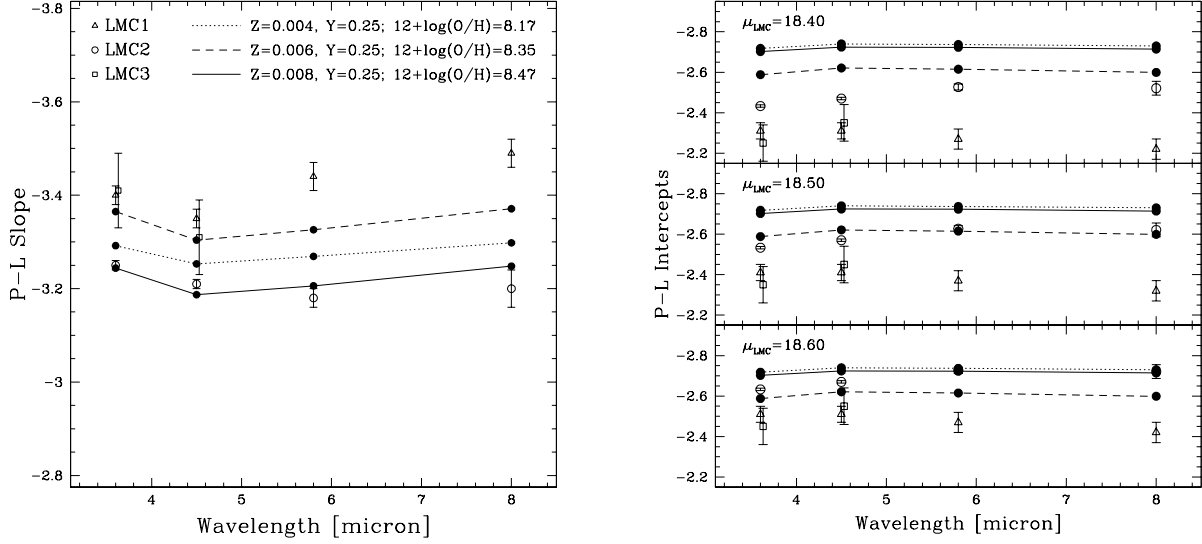 -3.8
△ LMC1 Z=0.004, Y=0.25; 12+log(O/H)=8.17
○ LMC2 Z=0.006, Y=0.25; 12+log(O/H)=8.35
□ LMC3 Z=0.008, Y=0.25; 12+log(O/H)=8.47
-3.6
-3.4
-3.2
-3
-2.8
P-L Slope
4 5 6 7 8
Wavelength [micron]
μLMC=18.40
-2.8
-2.6
-2.4
-2.2
μLMC=18.50
-2.8
-2.6
-2.4
-2.2
μLMC=18.60
-2.8
-2.6
-2.4
-2.2
P-L Intercepts
4 5 6 7 8
Wavelength [micron]